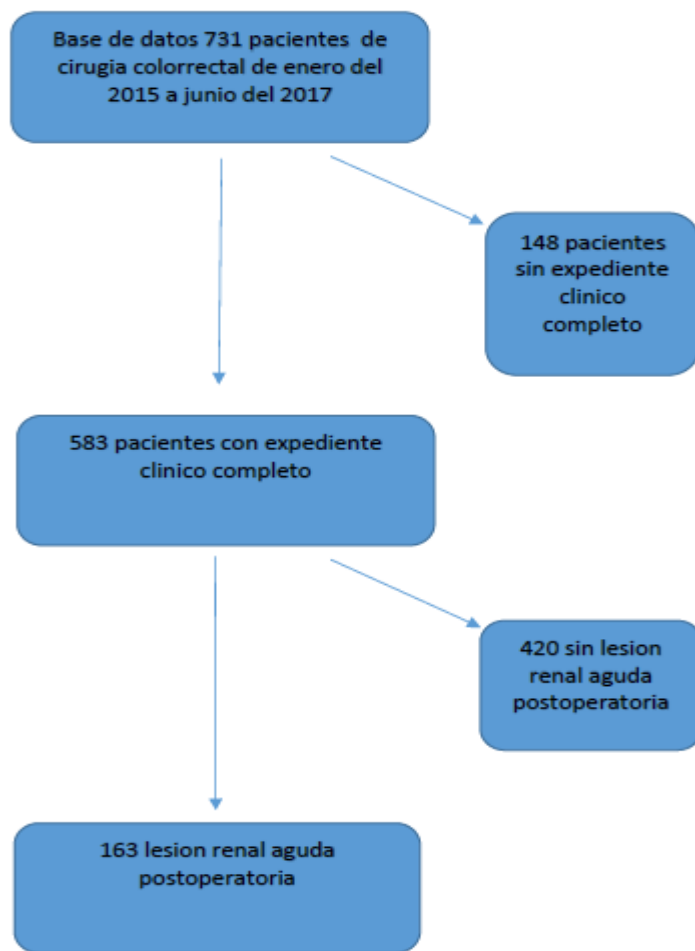 Base de datos 731 pacientes de
cirugia colorrectal de enero del
2015 a junio del 2017
148 pacientes
sin expediente
clinico
completo
583 pacientes con expediente
clinico completo
420 sin lesion
renal aguda
postoperatoria
163 lesion renal aguda
postoperatoria